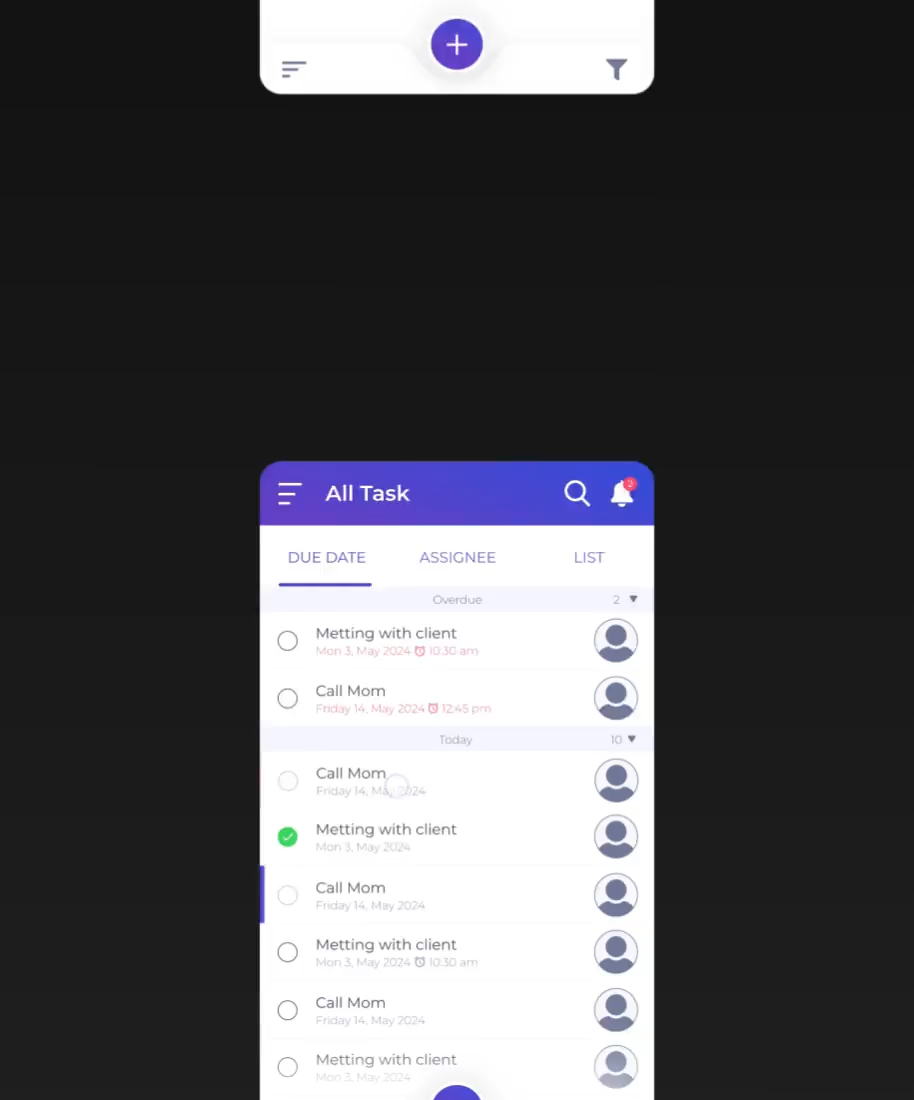 All Task
2
DUE DATE ASSIGNEE LIST
Overdue 2
Metting with client
Mon 3, May 2024 10:30 am
Call Mom
Friday 14, May 2024 12:45 pm
Today 10
Call Mom
Friday 14, May 2024
Metting with client
Mon 3, May 2024
Call Mom
Friday 14, May 2024
Metting with client
Mon 3, May 2024 10:30 am
Call Mom
Friday 14, May 2024
Metting with client
Mon 3, May 2024